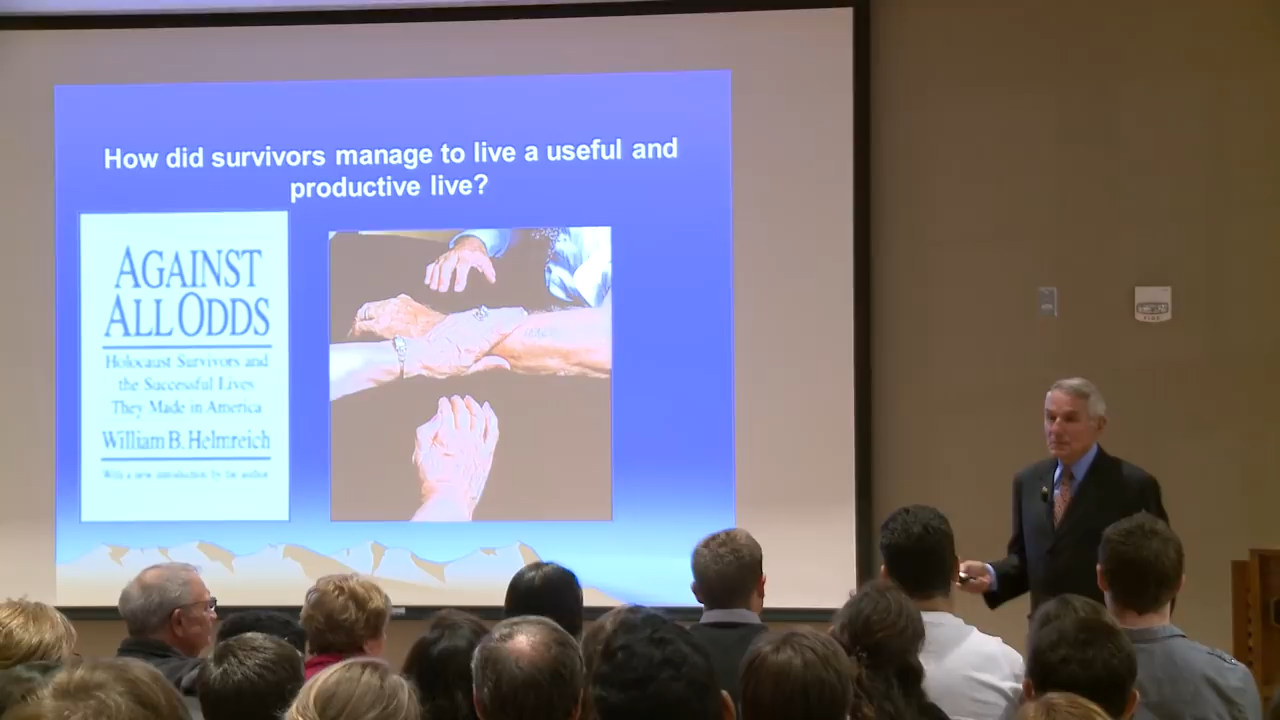 How did survivors manage to live a useful and
productive live?
AGAINST
ALL ODDS
Holocaust Survivors and
the Successful Lives
They Made in America
William B. Helmreich
With a new introduction by the author
FIRE